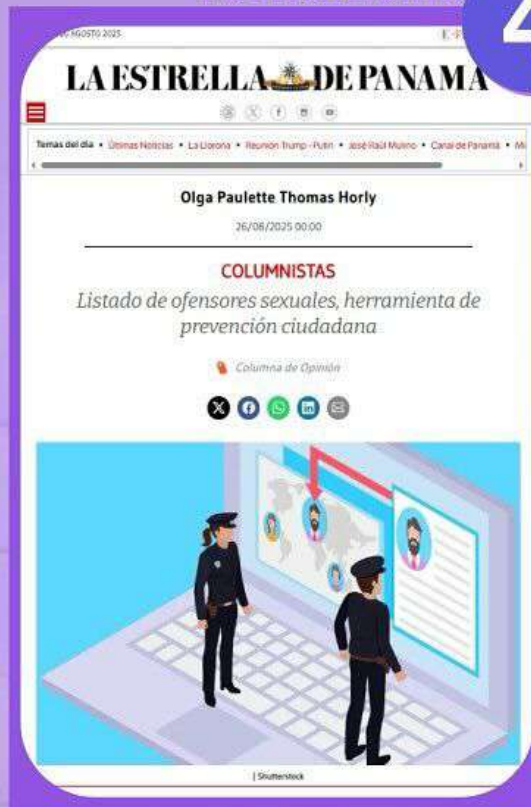 4
AGOSTO 2025
LA ESTRELLA DE PANAMÁ
Temas del día • Últimas Noticias • La Llorona • Reunión Trump - Putin • José Raúl Mulino • Canal de Panamá • Mi
Olga Paulette Thomas Horly
26/08/2025 00:00
COLUMNISTAS
Listado de ofensores sexuales, herramienta de
prevención ciudadana
Columna de Opinión
| Shutterstock